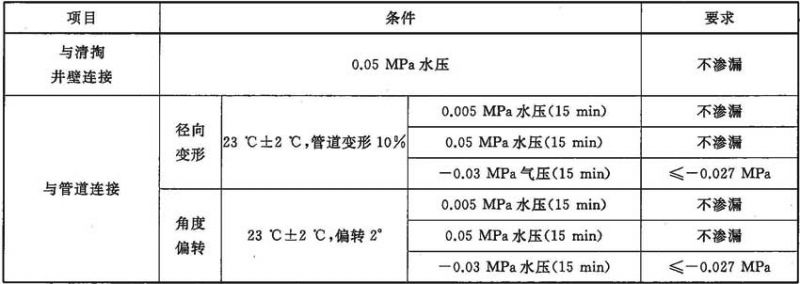 项目 条件 要求
与清掏
井壁连接
0.05 MPa 水压 不渗漏
与管道连接
径向
变形
23 ℃±2 ℃,管道变形 10%
0.005 MPa 水压(15 min) 不渗漏
0.05 MPa 水压(15 min) 不渗漏
-0.03 MPa 气压(15 min) ≤-0.027 MPa
角度
偏转
23 ℃±2 ℃,偏转 2°
0.005 MPa 水压(15 min) 不渗漏
0.05 MPa 水压(15 min) 不渗漏
-0.03 MPa 水压(15 min) ≤-0.027 MPa